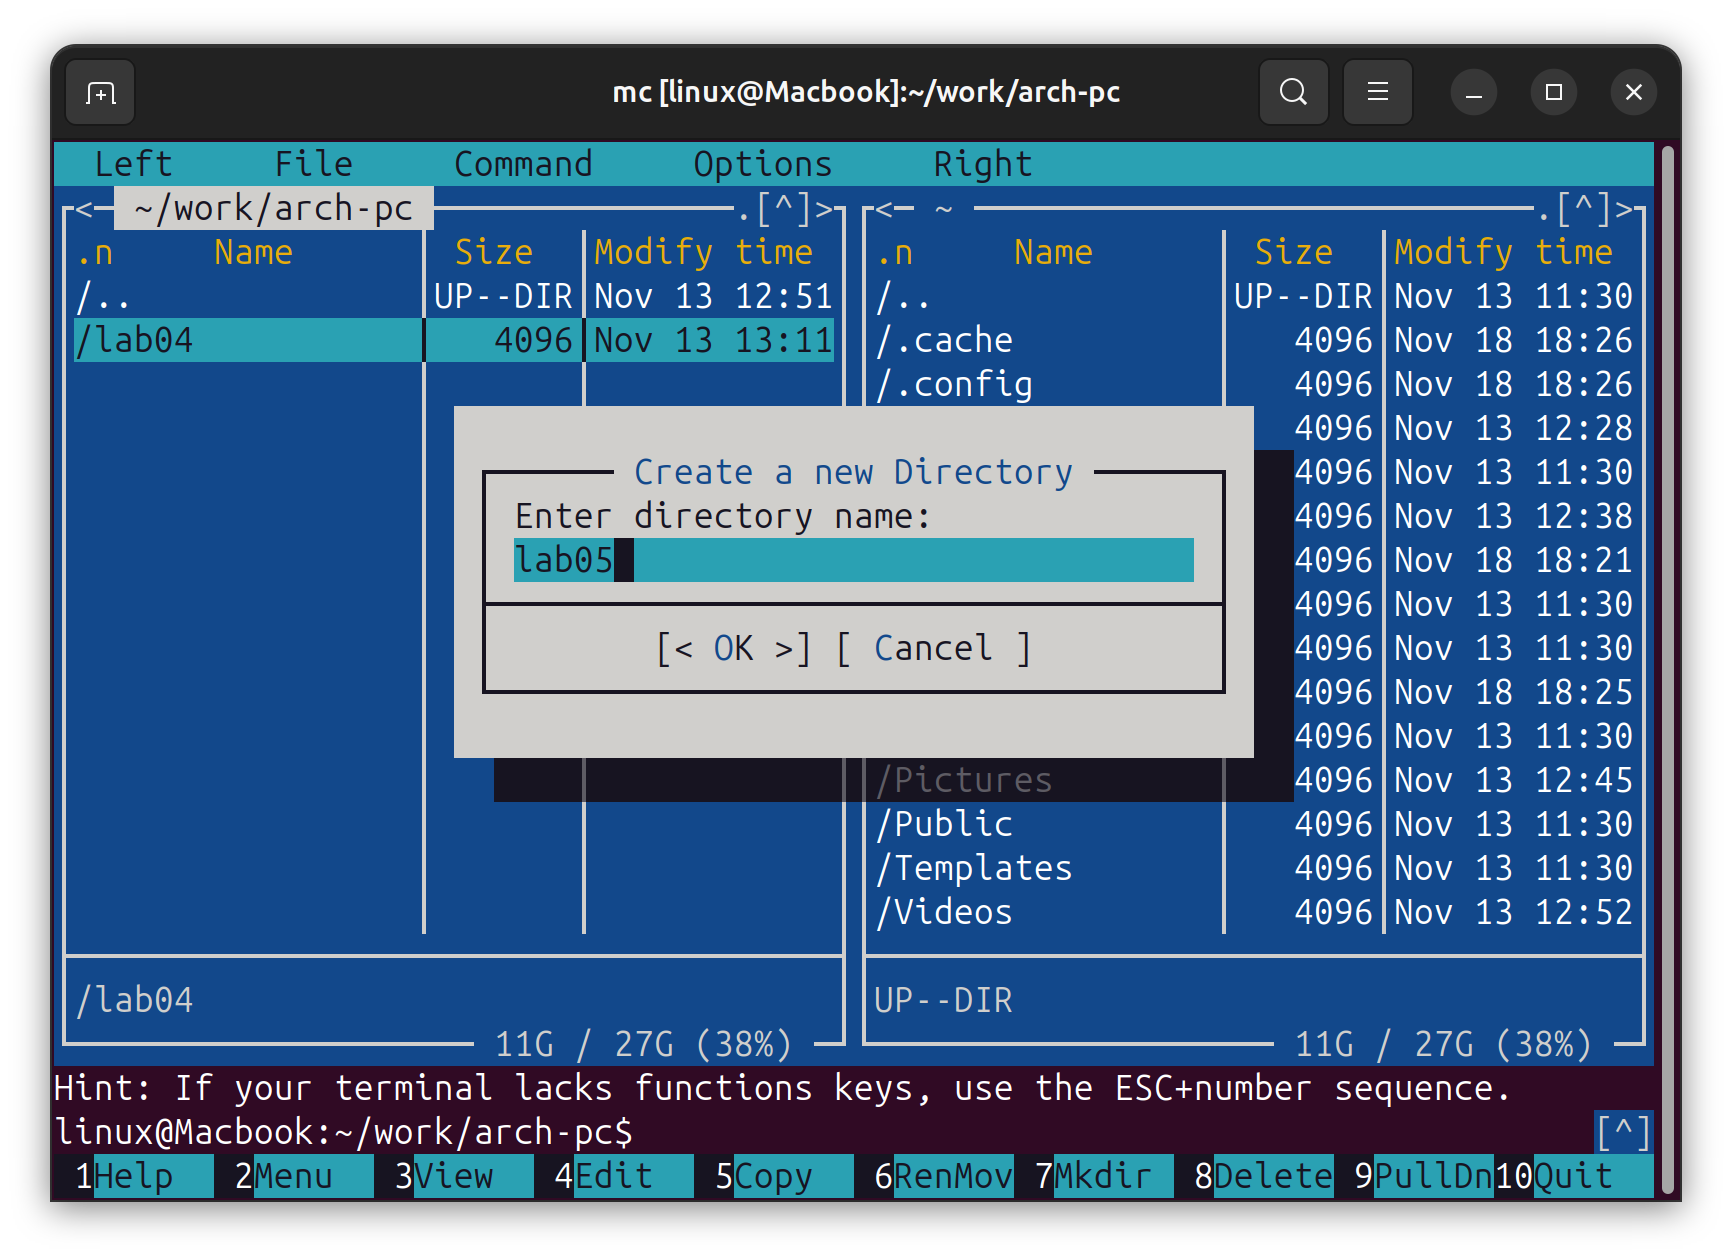 mc [linux@Macbook]:~/work/arch-pc
Left File Command Options Right
<- ~/work/arch-pc .[^]> <- ~ .[^]>
.n Name Size Modify time .n Name Size Modify time
/.. UP--DIR Nov 13 12:51 /.. UP--DIR Nov 13 11:30
/lab04 4096 Nov 13 13:11 /.cache 4096 Nov 18 18:26
/.config 4096 Nov 18 18:26
4096 Nov 13 12:28
Create a new Directory 4096 Nov 13 11:30
Enter directory name: 4096 Nov 13 12:38
lab05 4096 Nov 18 18:21
4096 Nov 13 11:30
[< OK >] [ Cancel ] 4096 Nov 13 11:30
4096 Nov 18 18:25
4096 Nov 13 11:30
/Pictures 4096 Nov 13 12:45
/Public 4096 Nov 13 11:30
/Templates 4096 Nov 13 11:30
/Videos 4096 Nov 13 12:52
/lab04 UP--DIR
11G / 27G (38%) 11G / 27G (38%)
Hint: If your terminal lacks functions keys, use the ESC+number sequence.
linux@Macbook:~/work/arch-pc$ [^]
1Help 2Menu 3View 4Edit 5Copy 6RenMov 7Mkdir 8Delete 9PullDn 10Quit